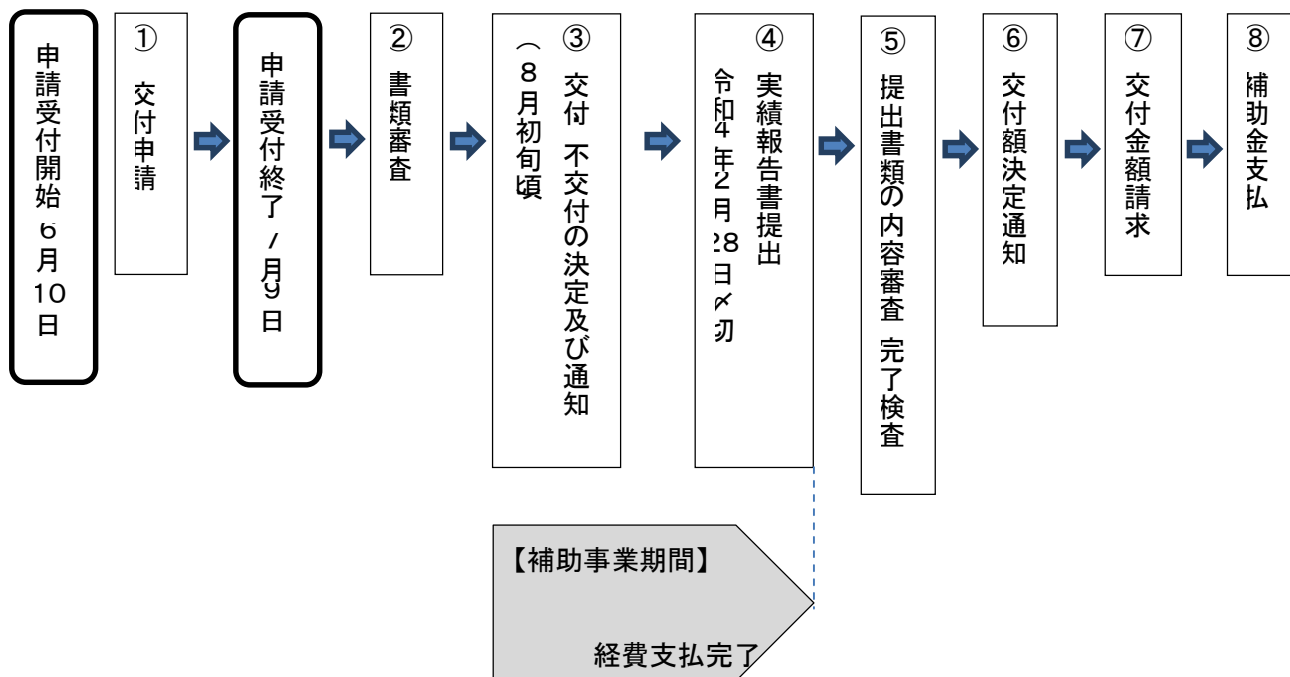 申請受付開始 6月10日
① 交付申請
申請受付終了 7月9日
② 書類審査
③ 交付・不交付の決定及び通知
(8月初旬頃)
④ 実績報告書提出
令和4年2月28日〆切
⑤ 提出書類の内容審査 完了検査
⑥ 交付額決定通知
⑦ 交付金額請求
⑧ 補助金支払
【補助事業期間】
経費支払完了